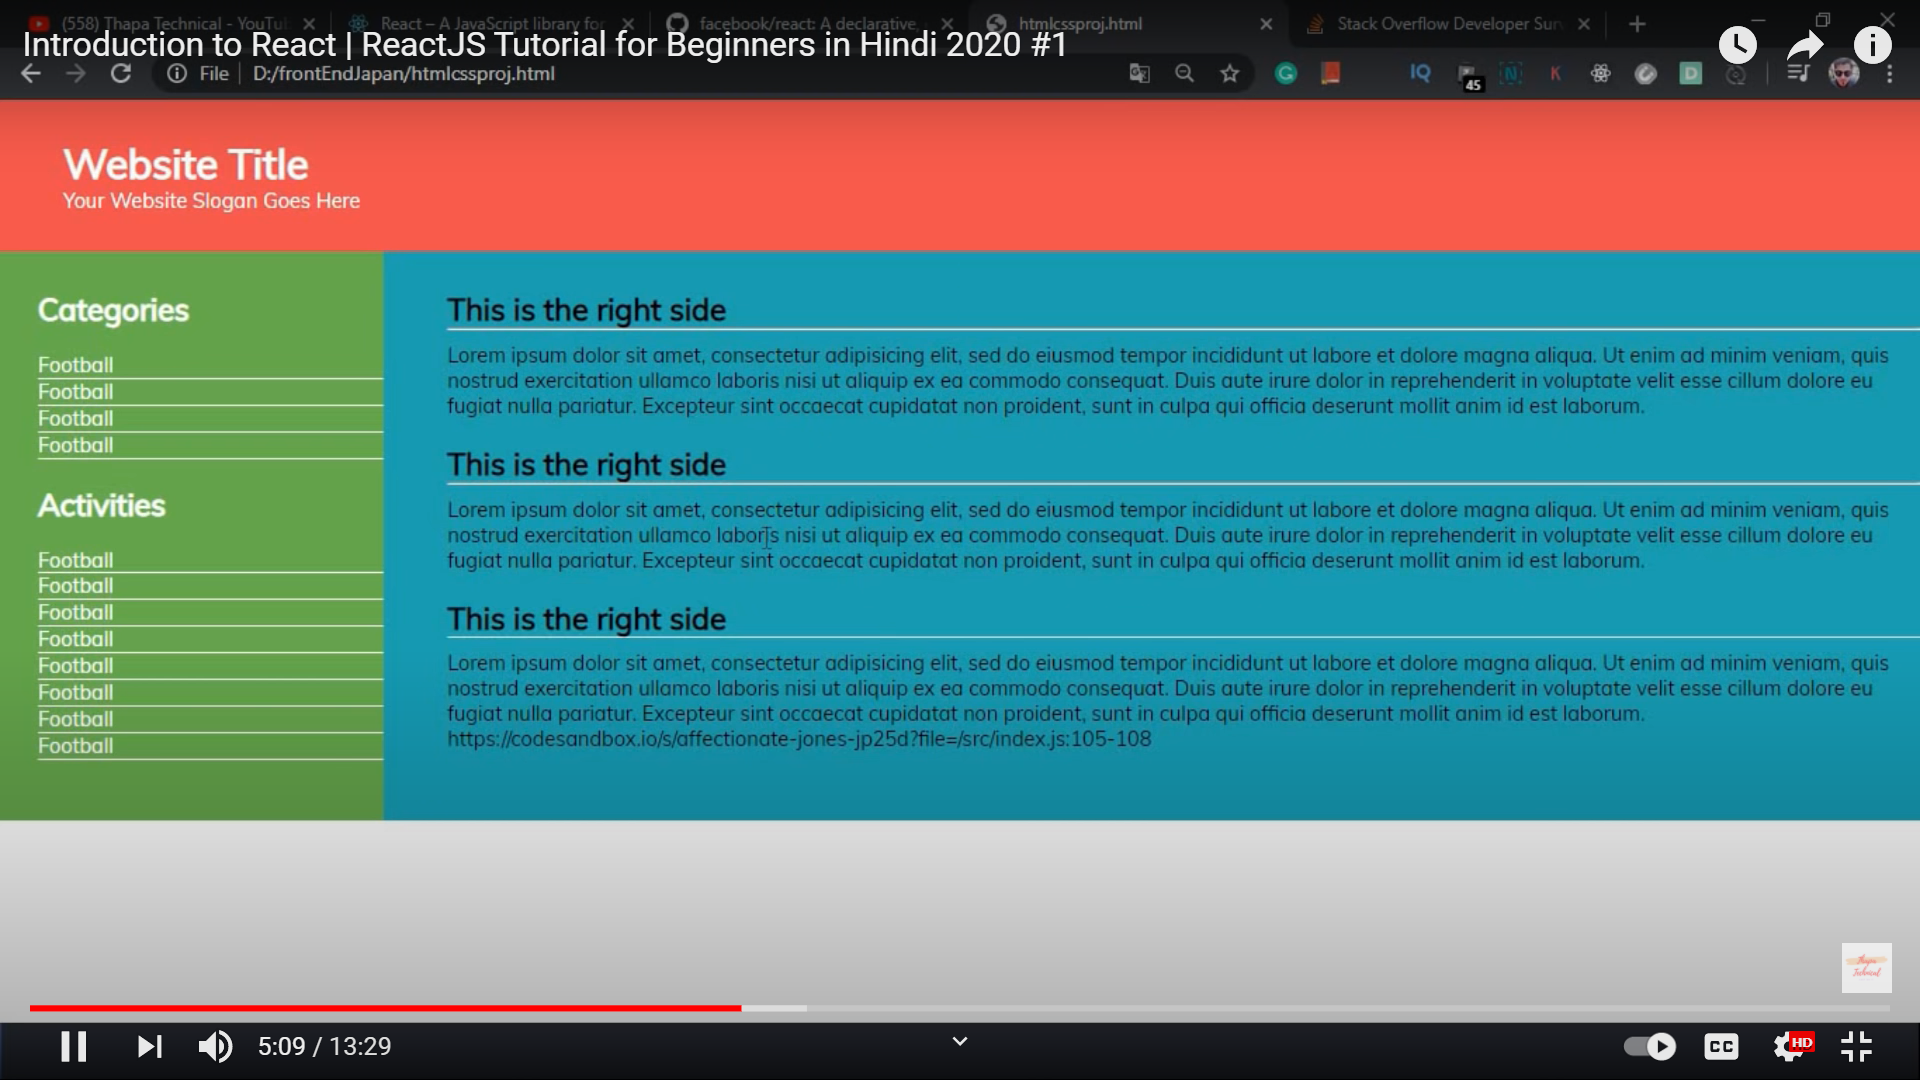 (558) Thapa Technical - YouTu
React – A JavaScript library for
facebook/react: A declarative,
htmlcssproj.html
Stack Overflow Developer Sur
Introduction to React | ReactJS Tutorial for Beginners in Hindi 2020 #1
File
D:/frontEndJapan/htmlcssproj.html
IQ
45
N
K
D
Website Title
Your Website Slogan Goes Here
Categories
Football
Football
Football
Football
Activities
Football
Football
Football
Football
Football
Football
Football
Football
This is the right side
Lorem ipsum dolor sit amet, consectetur adipisicing elit, sed do eiusmod tempor incididunt ut labore et dolore magna aliqua. Ut enim ad minim veniam, quis
nostrud exercitation ullamco laboris nisi ut aliquip ex ea commodo consequat. Duis aute irure dolor in reprehenderit in voluptate velit esse cillum dolore eu
fugiat nulla pariatur. Excepteur sint occaecat cupidatat non proident, sunt in culpa qui officia deserunt mollit anim id est laborum.
This is the right side
Lorem ipsum dolor sit amet, consectetur adipisicing elit, sed do eiusmod tempor incididunt ut labore et dolore magna aliqua. Ut enim ad minim veniam, quis
nostrud exercitation ullamco laboris nisi ut aliquip ex ea commodo consequat. Duis aute irure dolor in reprehenderit in voluptate velit esse cillum dolore eu
fugiat nulla pariatur. Excepteur sint occaecat cupidatat non proident, sunt in culpa qui officia deserunt mollit anim id est laborum.
This is the right side
Lorem ipsum dolor sit amet, consectetur adipisicing elit, sed do eiusmod tempor incididunt ut labore et dolore magna aliqua. Ut enim ad minim veniam, quis
nostrud exercitation ullamco laboris nisi ut aliquip ex ea commodo consequat. Duis aute irure dolor in reprehenderit in voluptate velit esse cillum dolore eu
fugiat nulla pariatur. Excepteur sint occaecat cupidatat non proident, sunt in culpa qui officia deserunt mollit anim id est laborum.
https://codesandbox.io/s/affectionate-jones-jp25d?file=/src/index.js:105-108
Thapa
Technical
5:09 / 13:29
CC
HD